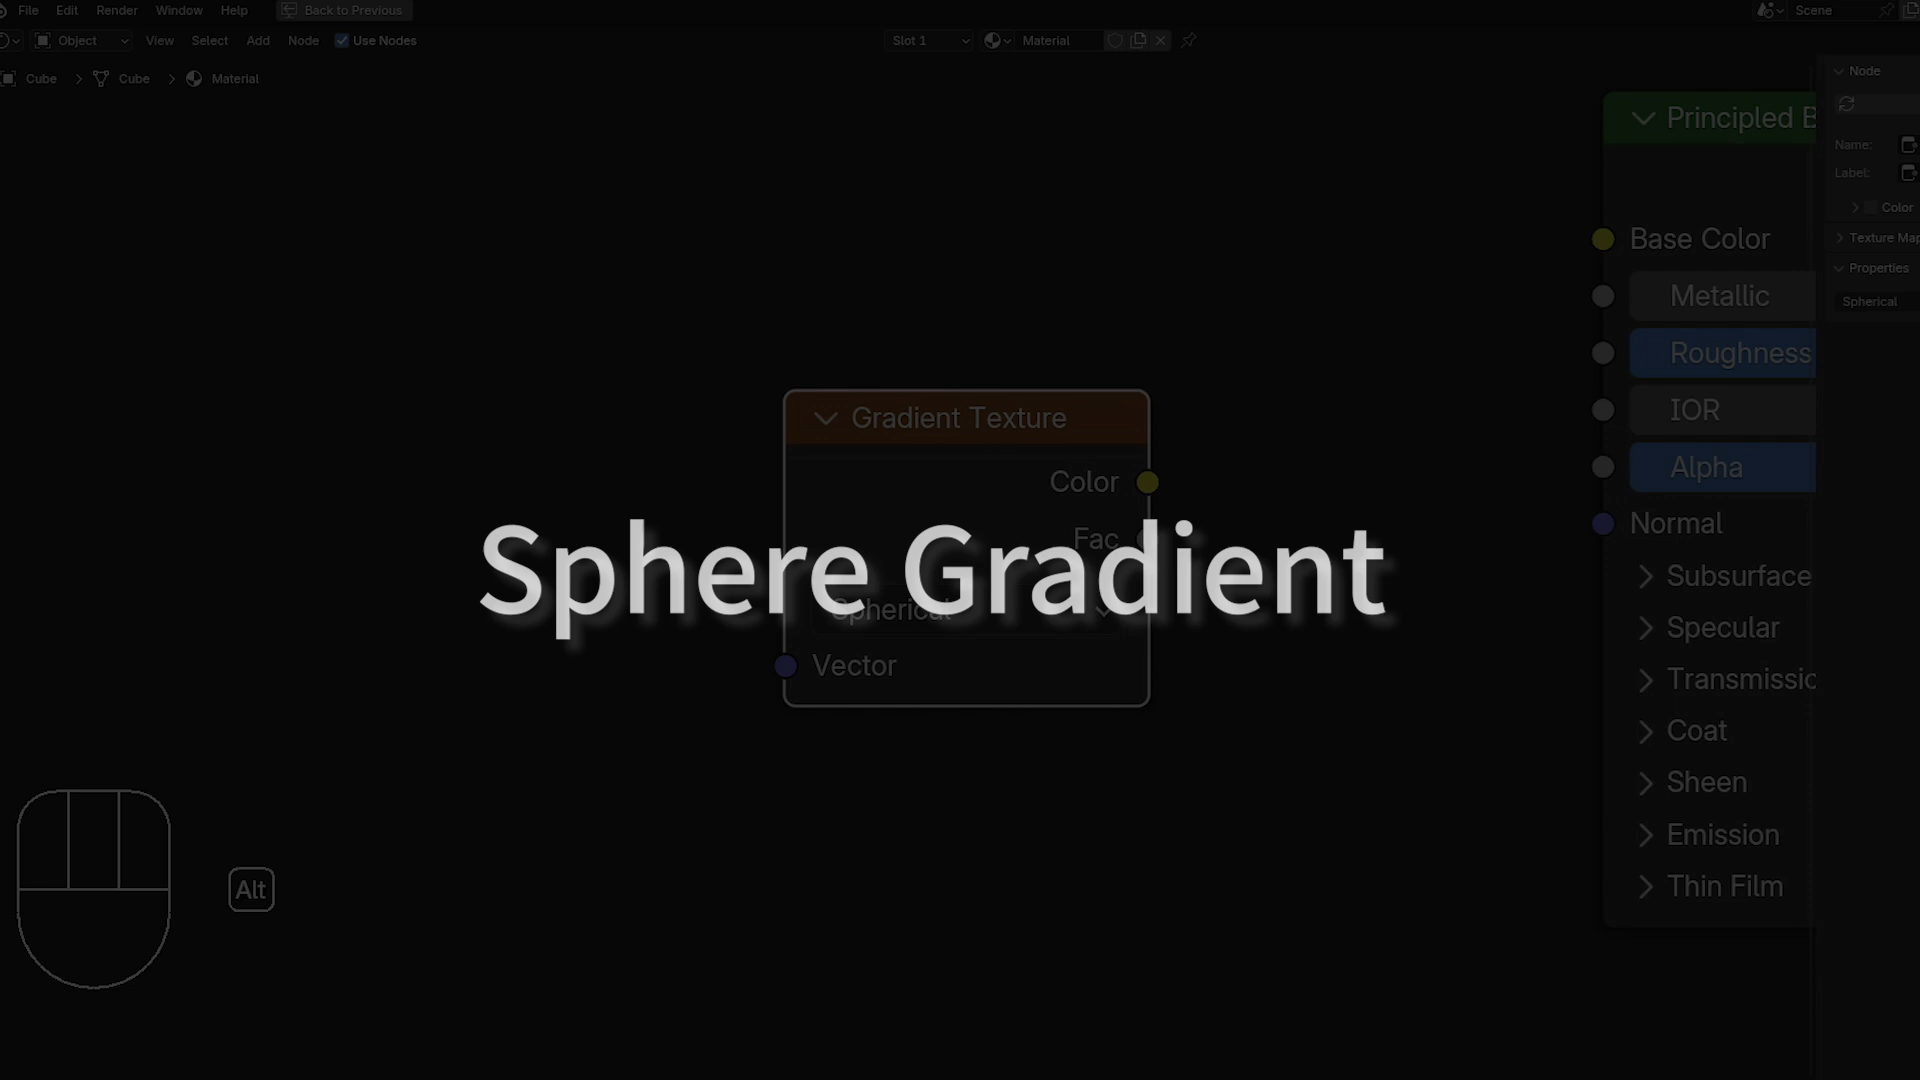 File Edit Render Window Help Back to Previous Scene
Object View Select Add Node Use Nodes Slot 1 Material
Cube Cube Material
Node
Name:
Label:
Color
Texture Map
Properties
Spherical
Principled B
Base Color
Metallic
Roughness
IOR
Alpha
Normal
Subsurface
Specular
Transmissic
Coat
Sheen
Emission
Thin Film
Gradient Texture
Color
Fac
Spherical
Vector
Sphere Gradient
Alt